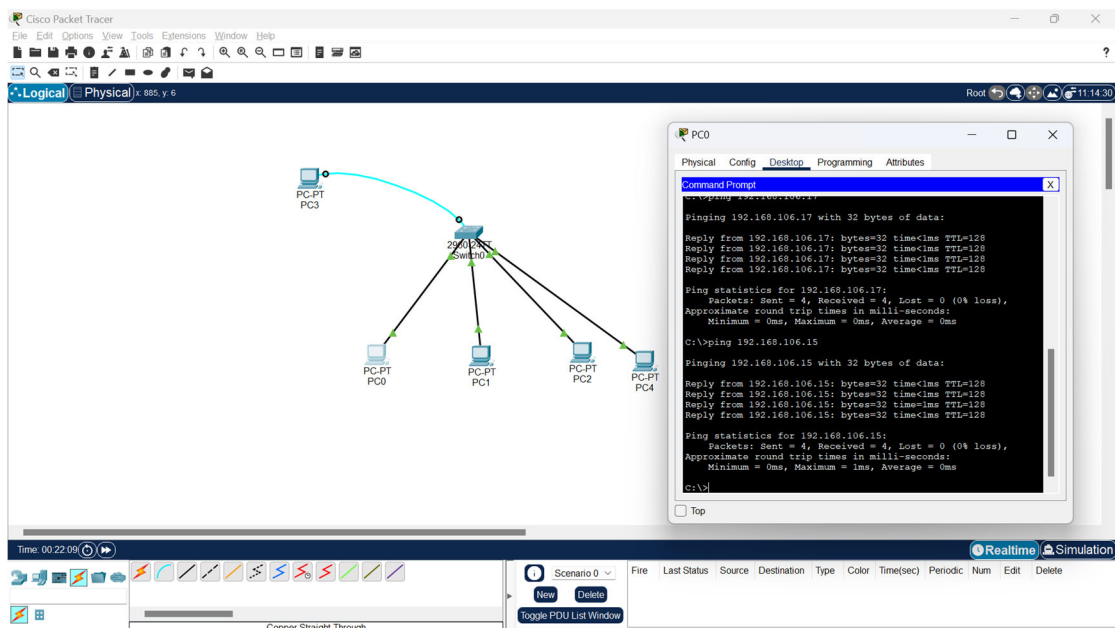 Cisco Packet Tracer
File Edit Options View Tools Extensions Window Help
?
Logical Physical x: 885, y: 6
Root 11:14:30
PC-PT
PC3
2960-24TT
Switch0
PC-PT
PC0
PC-PT
PC1
PC-PT
PC2
PC-PT
PC4
PC0
Physical Config Desktop Programming Attributes
Command Prompt
X
C:\>ping 192.168.106.17
Pinging 192.168.106.17 with 32 bytes of data:
Reply from 192.168.106.17: bytes=32 time<1ms TTL=128
Reply from 192.168.106.17: bytes=32 time<1ms TTL=128
Reply from 192.168.106.17: bytes=32 time<1ms TTL=128
Reply from 192.168.106.17: bytes=32 time<1ms TTL=128
Ping statistics for 192.168.106.17:
Packets: Sent = 4, Received = 4, Lost = 0 (0% loss),
Approximate round trip times in milli-seconds:
Minimum = 0ms, Maximum = 0ms, Average = 0ms
C:\>ping 192.168.106.15
Pinging 192.168.106.15 with 32 bytes of data:
Reply from 192.168.106.15: bytes=32 time<1ms TTL=128
Reply from 192.168.106.15: bytes=32 time<1ms TTL=128
Reply from 192.168.106.15: bytes=32 time=1ms TTL=128
Reply from 192.168.106.15: bytes=32 time<1ms TTL=128
Ping statistics for 192.168.106.15:
Packets: Sent = 4, Received = 4, Lost = 0 (0% loss),
Approximate round trip times in milli-seconds:
Minimum = 0ms, Maximum = 1ms, Average = 0ms
C:\>
Top
Time: 00:22:09
Realtime Simulation
Scenario 0
New Delete
Toggle PDU List Window
Fire Last Status Source Destination Type Color Time(sec) Periodic Num Edit Delete
Copper Straight-Through